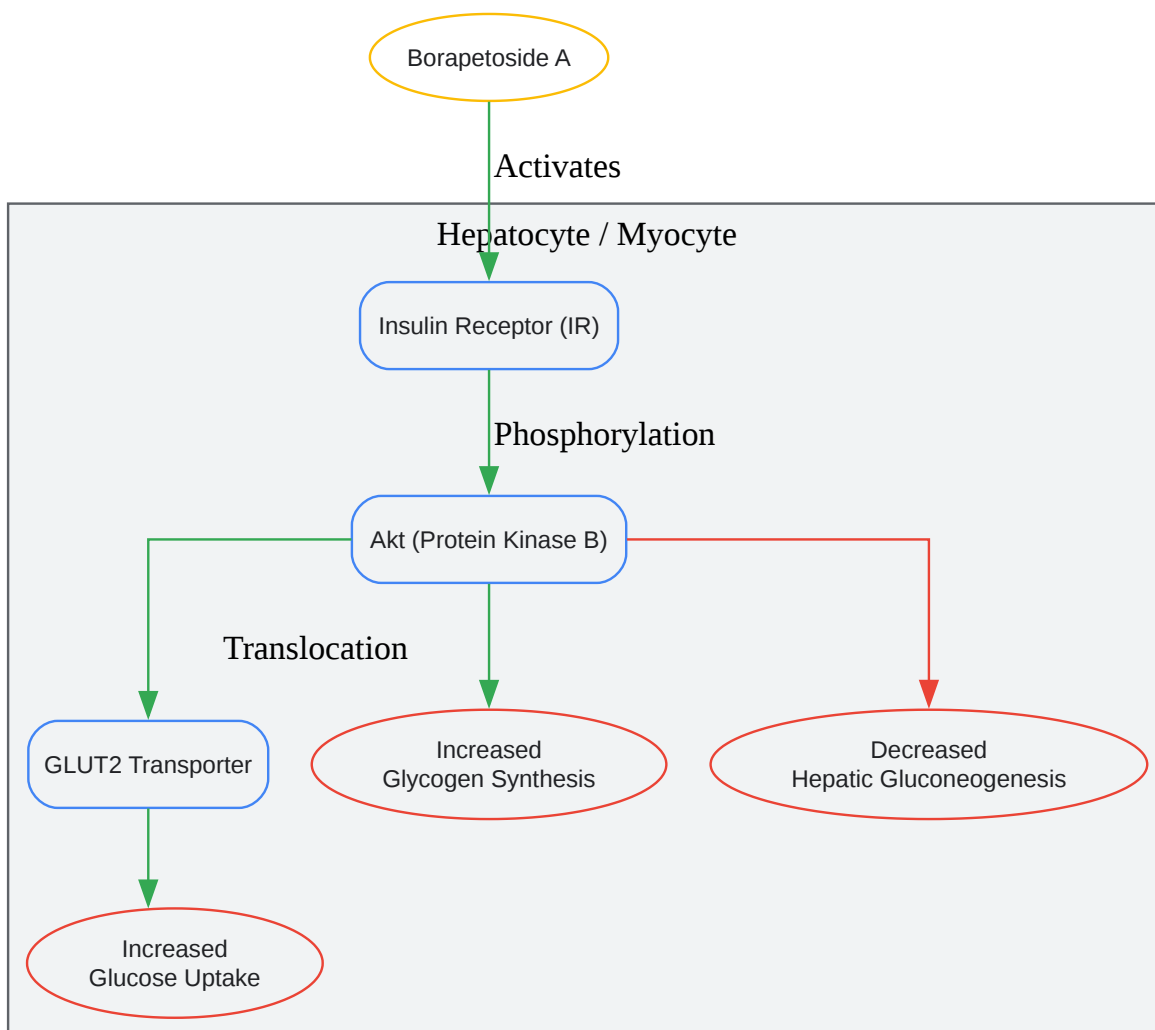 Borapetoside A
Activates
Hepatocyte / Myocyte
Insulin Receptor (IR)
Phosphorylation
Akt (Protein Kinase B)
Translocation
GLUT2 Transporter
Increased
Glycogen Synthesis
Decreased
Hepatic Gluconeogenesis
Increased
Glucose Uptake